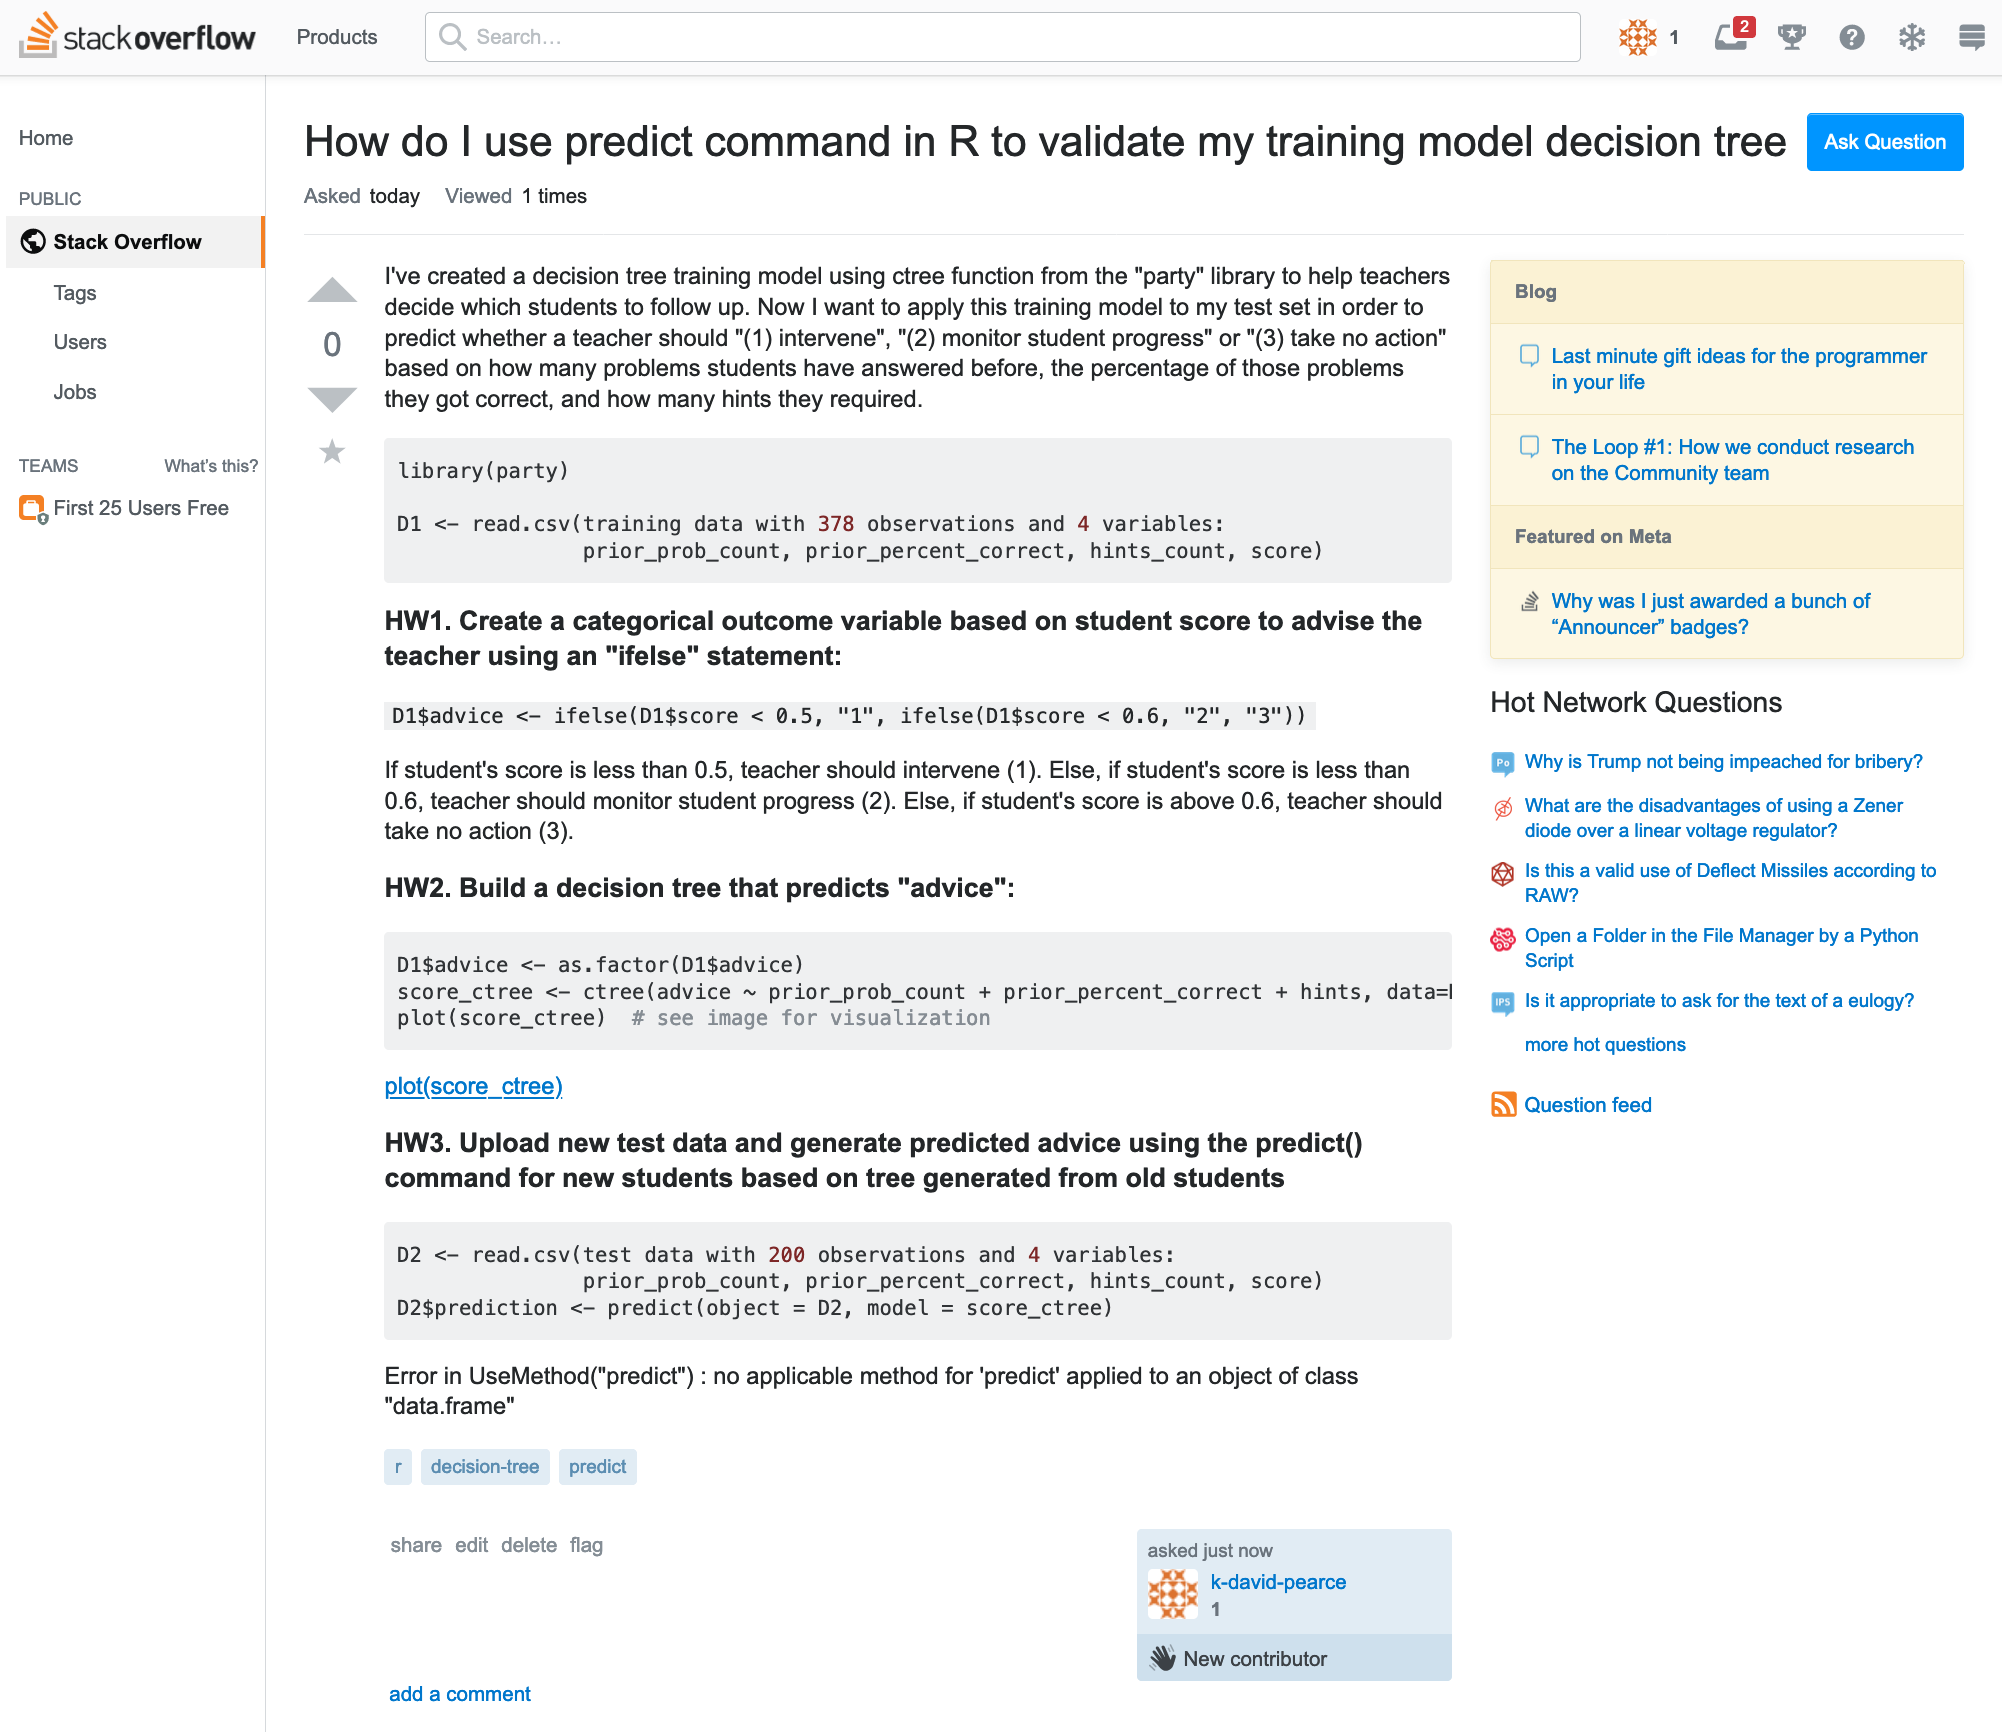 stackoverflow
Products
Search…
1
2
Home
PUBLIC
Stack Overflow
Tags
Users
Jobs
TEAMS What's this?
First 25 Users Free
How do I use predict command in R to validate my training model decision tree
Ask Question
Asked today Viewed 1 times
0
I've created a decision tree training model using ctree function from the "party" library to help teachers
decide which students to follow up. Now I want to apply this training model to my test set in order to
predict whether a teacher should "(1) intervene", "(2) monitor student progress" or "(3) take no action"
based on how many problems students have answered before, the percentage of those problems
they got correct, and how many hints they required.
library(party)
D1 <- read.csv(training data with 378 observations and 4 variables:
prior_prob_count, prior_percent_correct, hints_count, score)
HW1. Create a categorical outcome variable based on student score to advise the
teacher using an "ifelse" statement:
D1$advice <- ifelse(D1$score < 0.5, "1", ifelse(D1$score < 0.6, "2", "3"))
If student's score is less than 0.5, teacher should intervene (1). Else, if student's score is less than
0.6, teacher should monitor student progress (2). Else, if student's score is above 0.6, teacher should
take no action (3).
HW2. Build a decision tree that predicts "advice":
D1$advice <- as.factor(D1$advice)
score_ctree <- ctree(advice ~ prior_prob_count + prior_percent_correct + hints, data=
plot(score_ctree)  # see image for visualization
plot(score_ctree)
HW3. Upload new test data and generate predicted advice using the predict()
command for new students based on tree generated from old students
D2 <- read.csv(test data with 200 observations and 4 variables:
prior_prob_count, prior_percent_correct, hints_count, score)
D2$prediction <- predict(object = D2, model = score_ctree)
Error in UseMethod("predict") : no applicable method for 'predict' applied to an object of class
"data.frame"
r decision-tree predict
share edit delete flag
asked just now
k-david-pearce
1
New contributor
add a comment
Blog
Last minute gift ideas for the programmer
in your life
The Loop #1: How we conduct research
on the Community team
Featured on Meta
Why was I just awarded a bunch of
“Announcer” badges?
Hot Network Questions
Po
Why is Trump not being impeached for bribery?
What are the disadvantages of using a Zener
diode over a linear voltage regulator?
Is this a valid use of Deflect Missiles according to
RAW?
Open a Folder in the File Manager by a Python
Script
IPS
Is it appropriate to ask for the text of a eulogy?
more hot questions
Question feed